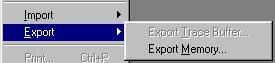 Import
Export
Export Trace Buffer...
Export Memory...
Print... Ctrl+P